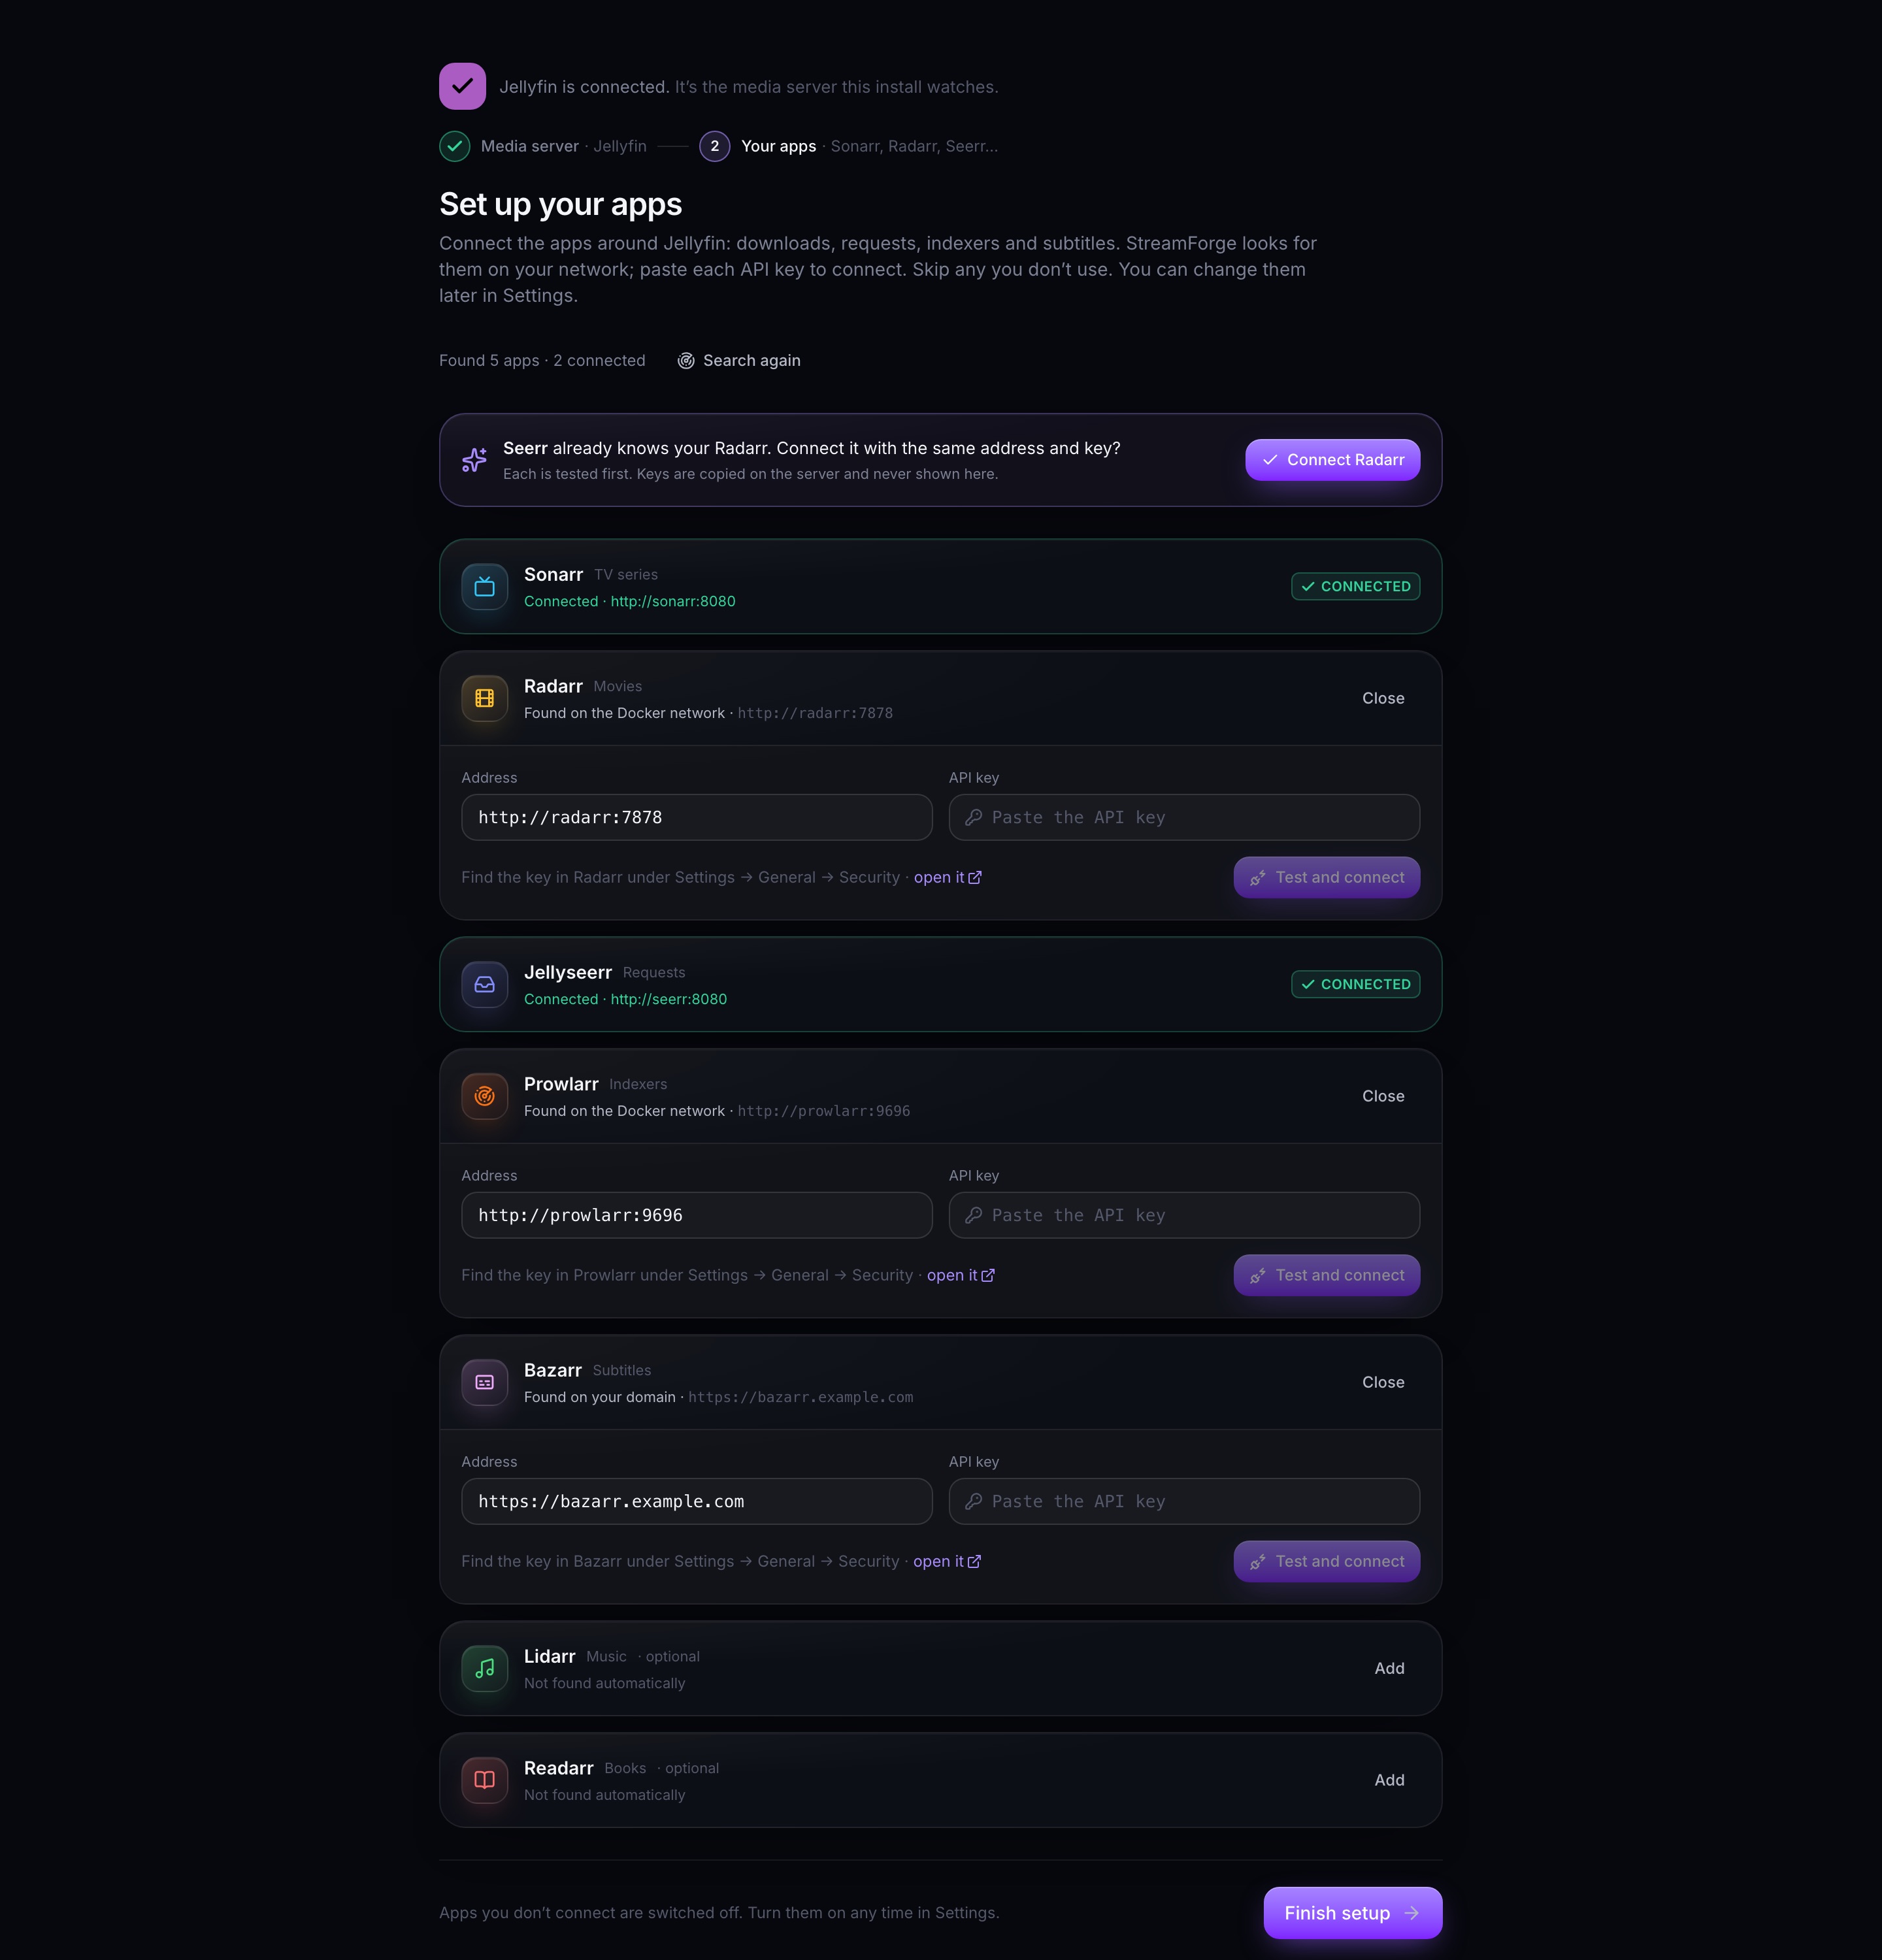 Jellyfin is connected. It’s the media server this install watches.
Media server · Jellyfin
2 Your apps · Sonarr, Radarr, Seerr...
Set up your apps
Connect the apps around Jellyfin: downloads, requests, indexers and subtitles. StreamForge looks for
them on your network; paste each API key to connect. Skip any you don’t use. You can change them
later in Settings.
Found 5 apps · 2 connected
Search again
Seerr already knows your Radarr. Connect it with the same address and key?
Each is tested first. Keys are copied on the server and never shown here.
Connect Radarr
Sonarr TV series
Connected · http://sonarr:8080
CONNECTED
Radarr Movies
Found on the Docker network · http://radarr:7878
Close
Address
API key
http://radarr:7878
Paste the API key
Find the key in Radarr under Settings → General → Security · open it
Test and connect
Jellyseerr Requests
Connected · http://seerr:8080
CONNECTED
Prowlarr Indexers
Found on the Docker network · http://prowlarr:9696
Close
Address
API key
http://prowlarr:9696
Paste the API key
Find the key in Prowlarr under Settings → General → Security · open it
Test and connect
Bazarr Subtitles
Found on your domain · https://bazarr.example.com
Close
Address
API key
https://bazarr.example.com
Paste the API key
Find the key in Bazarr under Settings → General → Security · open it
Test and connect
Lidarr Music · optional
Not found automatically
Add
Readarr Books · optional
Not found automatically
Add
Apps you don’t connect are switched off. Turn them on any time in Settings.
Finish setup →